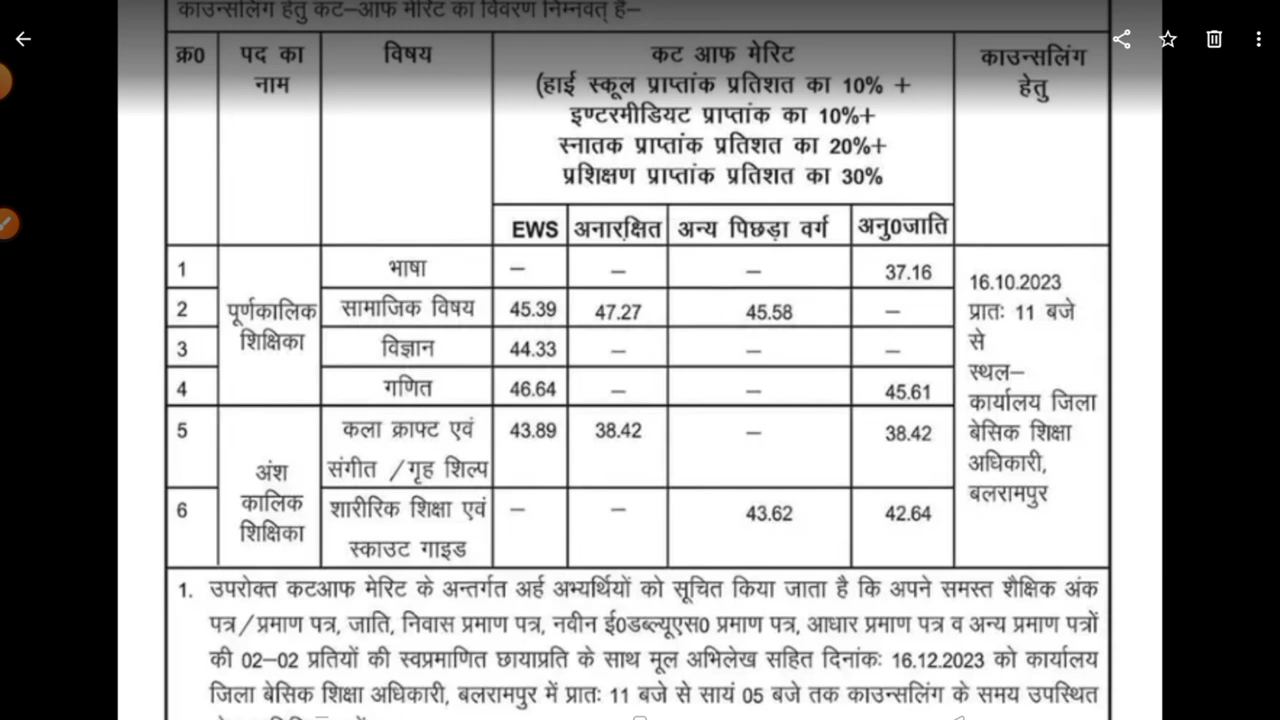 काउन्सलिंग हेतु कट–आफ मेरिट का विवरण निम्नवत् है–
क्र0 पद का नाम विषय कट आफ मेरिट काउन्सलिंग हेतु
(हाई स्कूल प्राप्तांक प्रतिशत का 10% +
इण्टरमीडियट प्राप्तांक का 10%+
स्नातक प्राप्तांक प्रतिशत का 20%+
प्रशिक्षण प्राप्तांक प्रतिशत का 30%
EWS अनारक्षित अन्य पिछड़ा वर्ग अनु0जाति
1 पूर्णकालिक शिक्षिका भाषा – – – 37.16
2 सामाजिक विषय 45.39 47.27 45.58 –
3 विज्ञान 44.33 – – –
4 गणित 46.64 – – 45.61
5 अंश कालिक शिक्षिका कला क्राफ्ट एवं संगीत /गृह शिल्प 43.89 38.42 – 38.42
6 शारीरिक शिक्षा एवं स्काउट गाइड – – 43.62 42.64
16.10.2023
प्रातः 11 बजे
से
स्थल–
कार्यालय जिला
बेसिक शिक्षा
अधिकारी,
बलरामपुर
1. उपरोक्त कटआफ मेरिट के अन्तर्गत अर्ह अभ्यर्थियों को सूचित किया जाता है कि अपने समस्त शैक्षिक अंक
पत्र/प्रमाण पत्र, जाति, निवास प्रमाण पत्र, नवीन ई0डब्ल्यूएस0 प्रमाण पत्र, आधार प्रमाण पत्र व अन्य प्रमाण पत्रों
की 02–02 प्रतियों की स्वप्रमाणित छायाप्रति के साथ मूल अभिलेख सहित दिनांकः 16.12.2023 को कार्यालय
जिला बेसिक शिक्षा अधिकारी, बलरामपुर में प्रातः 11 बजे से सायं 05 बजे तक काउन्सलिंग के समय उपस्थित